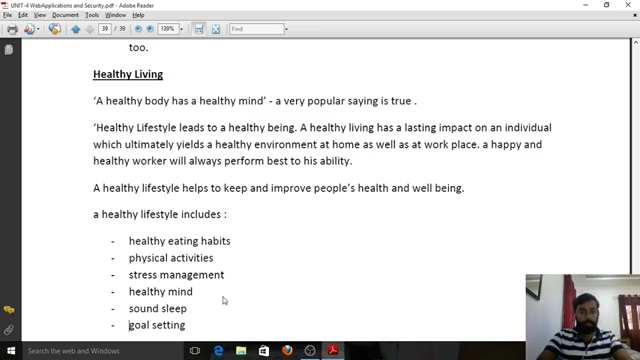 UNIT-4 WebApplications and Security.pdf - Adobe Reader
File Edit View Document Tools Window Help
39 / 39 139% Find
too.
Healthy Living
‘A healthy body has a healthy mind’ - a very popular saying is true .
‘Healthy Lifestyle leads to a healthy being. A healthy living has a lasting impact on an individual
which ultimately yields a healthy environment at home as well as at work place. a happy and
healthy worker will always perform best to his ability.
A healthy lifestyle helps to keep and improve people’s health and well being.
a healthy lifestyle includes :
- healthy eating habits
- physical activities
- stress management
- healthy mind
- sound sleep
- goal setting
Search the web and Windows